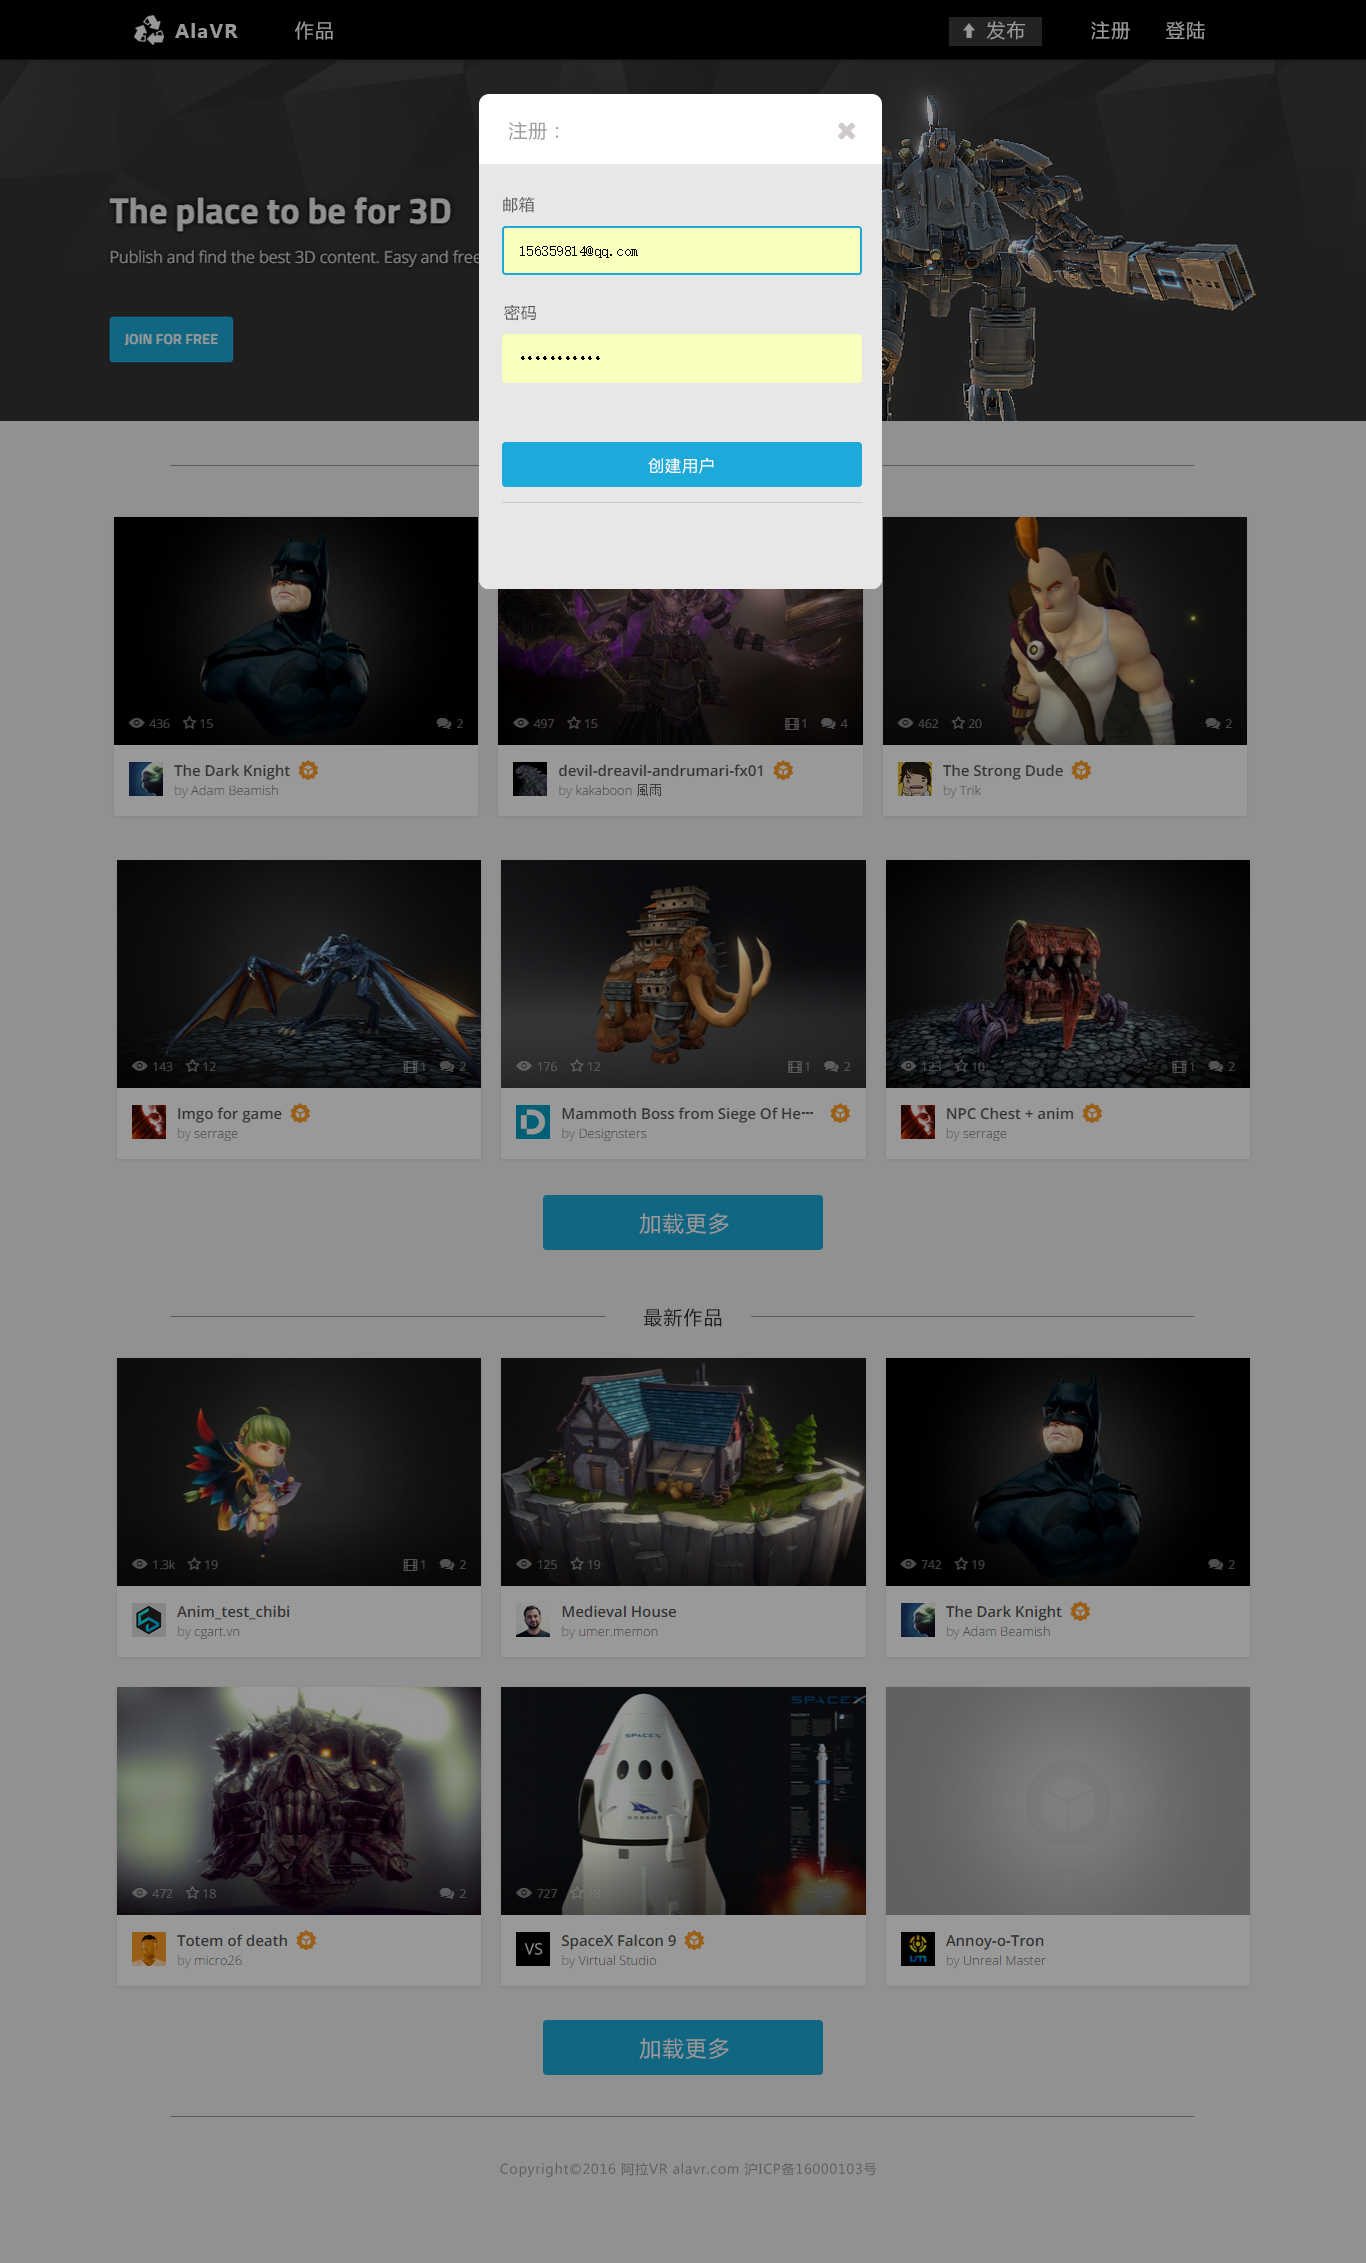 AlaVR
作品
发布
注册
登陆
注册：
邮箱
156359814@qq.com
密码
创建用户
The place to be for 3D
Publish and find the best 3D content. Easy and free
JOIN FOR FREE
436 15 2
497 15 1 4
462 20 2
The Dark Knight
by Adam Beamish
devil-dreavil-andrumari-fx01
by kakaboon 風雨
The Strong Dude
by Trik
143 12 1 2
176 12 1 2
123 10 1 2
Imgo for game
by serrage
Mammoth Boss from Siege Of He...
by Designsters
NPC Chest + anim
by serrage
加载更多
最新作品
1.3k 19 1 2
125 19
742 19 2
Anim_test_chibi
by cgart.vn
Medieval House
by umer.memon
The Dark Knight
by Adam Beamish
SPACEX
SPACEX
472 18 2
727 18
Totem of death
by micro26
VS
SpaceX Falcon 9
by Virtual Studio
Annoy-o-Tron
by Unreal Master
加载更多
Copyright©2016 阿拉VR alavr.com 沪ICP备16000103号